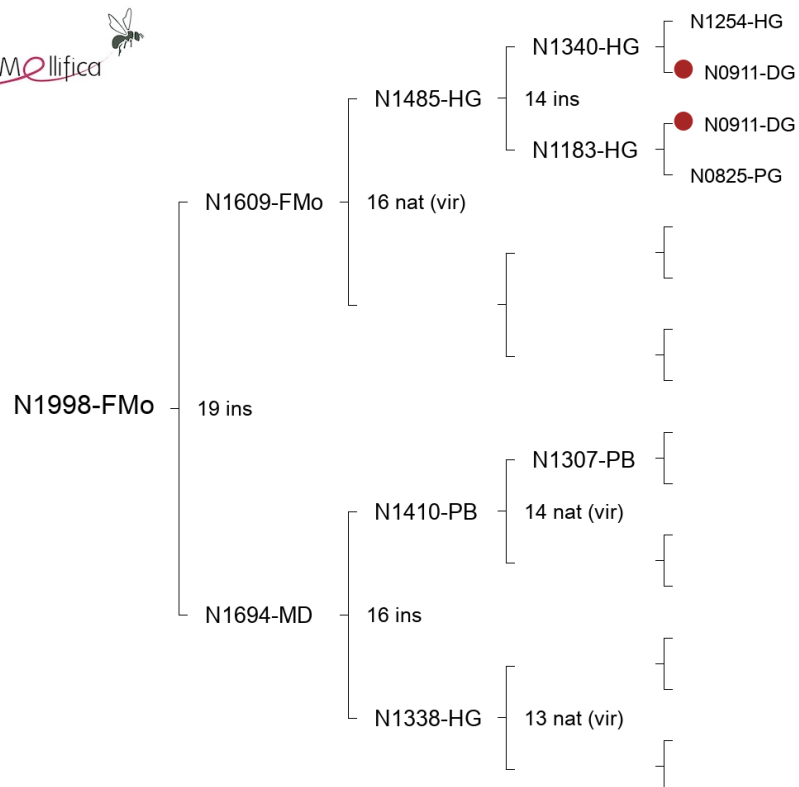 Mellifica
N1254-HG
N1340-HG
N0911-DG
N1485-HG
14 ins
N0911-DG
N1183-HG
N0825-PG
N1609-FMo
16 nat (vir)
N1998-FMo
19 ins
N1307-PB
N1410-PB
14 nat (vir)
N1694-MD
16 ins
N1338-HG
13 nat (vir)